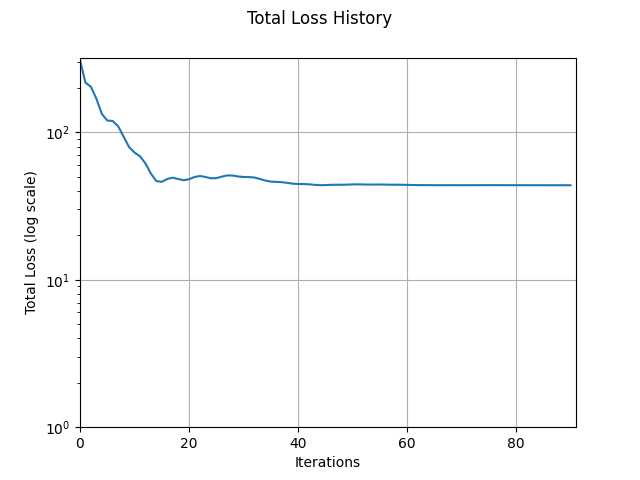 Total Loss History
Total Loss (log scale)
10²
10¹
10⁰
0 20 40 60 80
Iterations